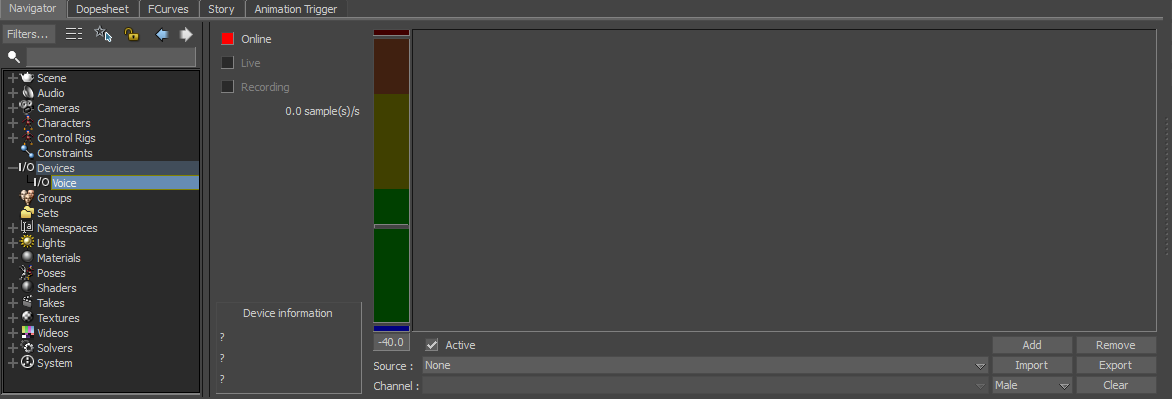 Navigator Dopesheet FCurves Story Animation Trigger
Filters...
Scene
Audio
Cameras
Characters
Control Rigs
Constraints
I/O Devices
I/O Voice
Groups
Sets
Namespaces
Lights
Materials
Poses
Shaders
Takes
Textures
Videos
Solvers
System
Online
Live
Recording
0.0 sample(s)/s
Device information
?
?
?
-40.0
Active
Source :
None
Channel :
Add
Remove
Import
Export
Male
Clear